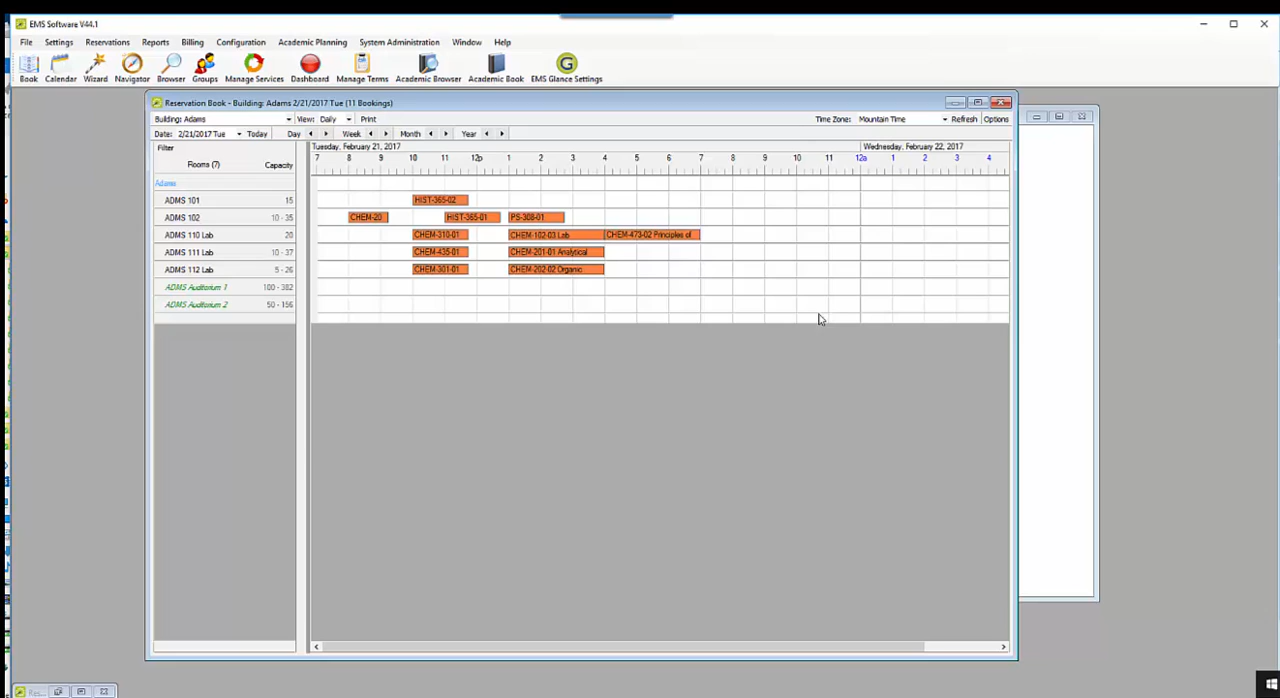 EMS Software V44.1
File Settings Reservations Reports Billing Configuration Academic Planning System Administration Window Help
Book Calendar Wizard Navigator Browser Groups Manage Services Dashboard Manage Terms Academic Browser Academic Book EMS Glance Settings
Reservation Book - Building: Adams 2/21/2017 Tue (11 Bookings)
Building: Adams View: Daily Print Time Zone: Mountain Time Refresh Options
Date: 2/21/2017 Tue Today Day Week Month Year
Filter Tuesday, February 21, 2017 Wednesday, February 22, 2017
Rooms (7) Capacity 7 8 9 10 11 12p 1 2 3 4 5 6 7 8 9 10 11 12a 1 2 3 4
Adams
ADMS 101 15 HIST-365-02
ADMS 102 10 - 35 CHEM-20 HIST-365-01 PS-308-01
ADMS 110 Lab 20 CHEM-310-01 CHEM-102-03 Lab CHEM-473-02 Principles of
ADMS 111 Lab 10 - 37 CHEM-435-01 CHEM-201-01 Analytical
ADMS 112 Lab 5 - 26 CHEM-301-01 CHEM-202-02 Organic
ADMS Auditorium 1 100 - 382
ADMS Auditorium 2 50 - 156
Res...